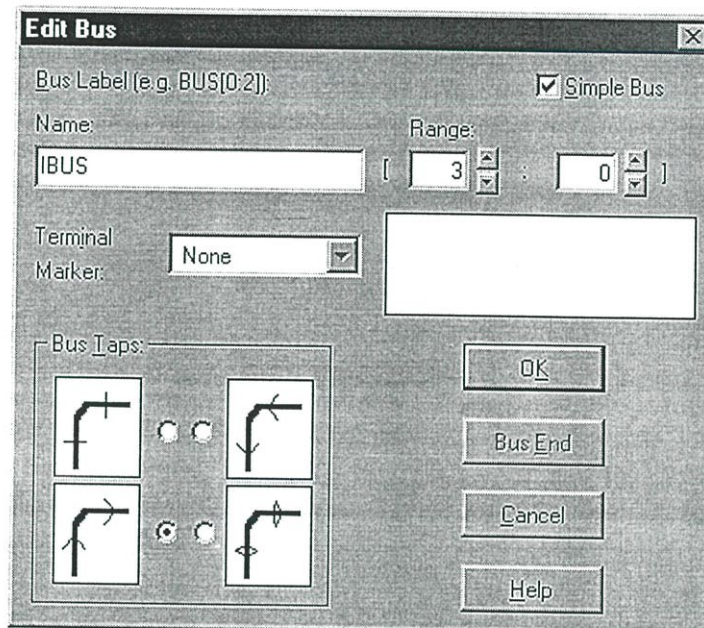 Edit Bus
Bus Label (e.g. BUS[0:2]):
Simple Bus
Name:
Range:
IBUS
[ 3 : 0 ]
Terminal
Marker:
None
Bus Taps:
OK
Bus End
Cancel
Help